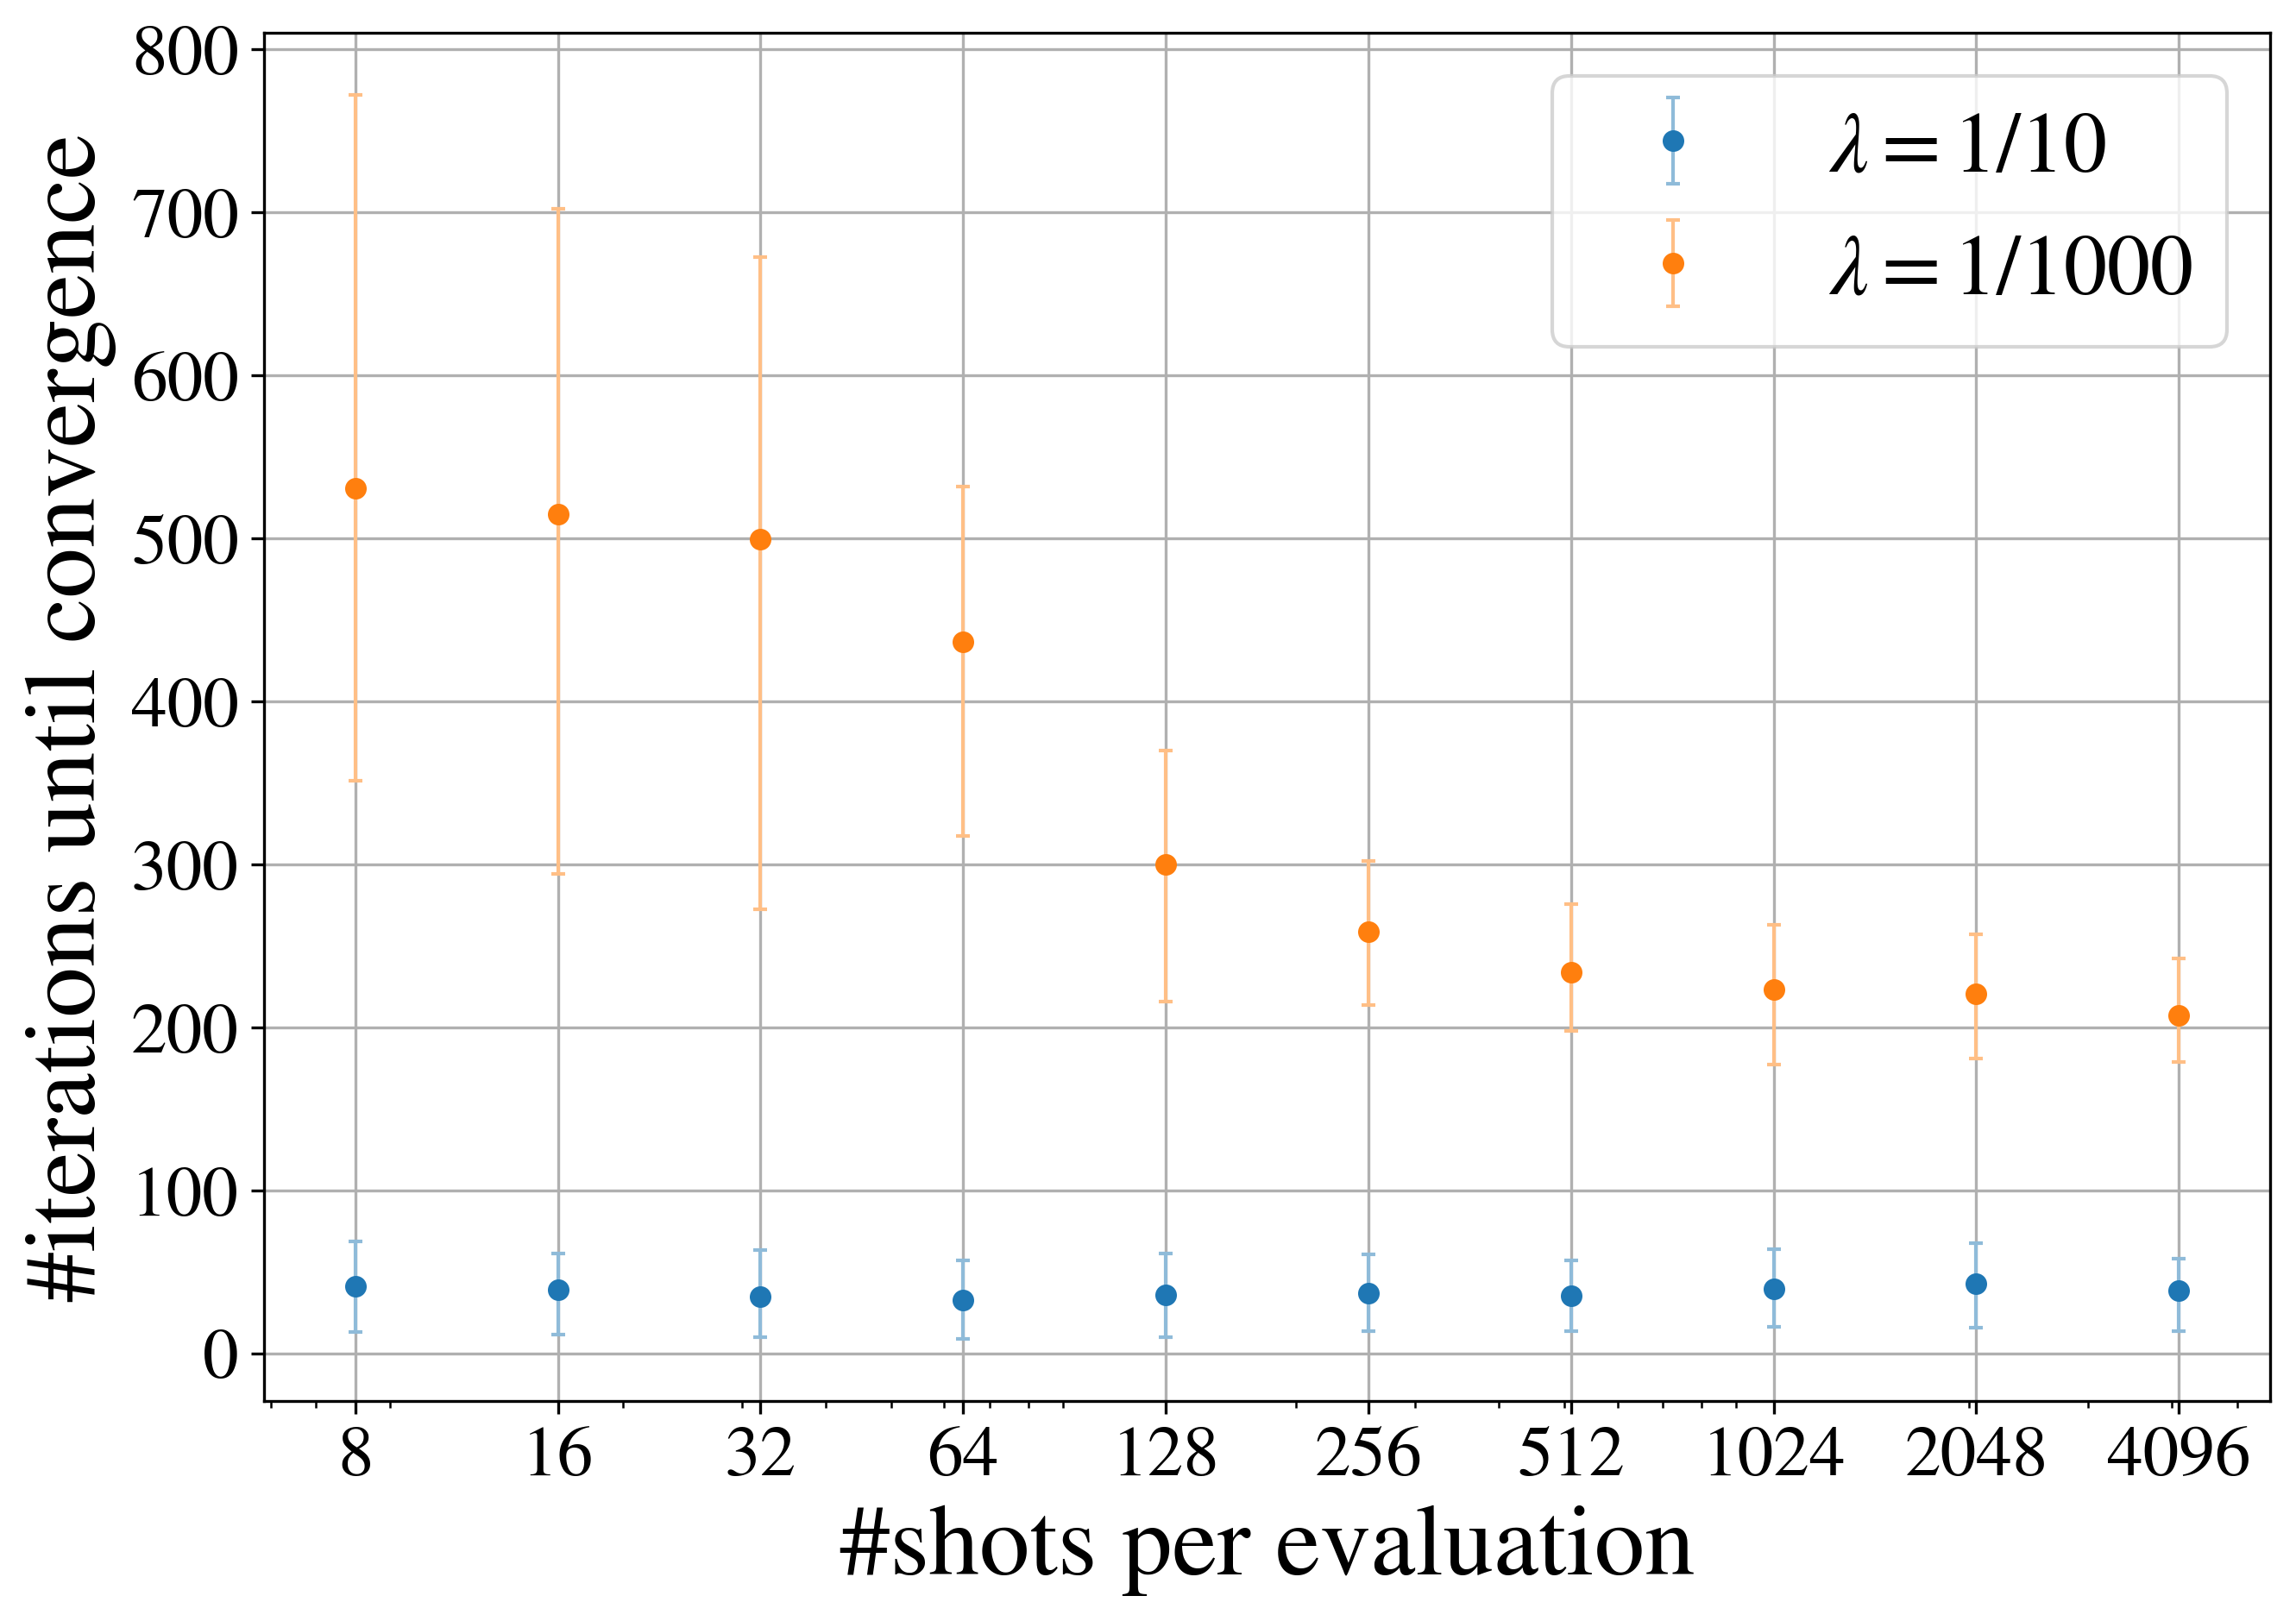 #iterations until convergence
800
700
600
500
400
300
200
100
0
λ = 1/10
λ = 1/1000
8 16 32 64 128 256 512 1024 2048 4096
#shots per evaluation